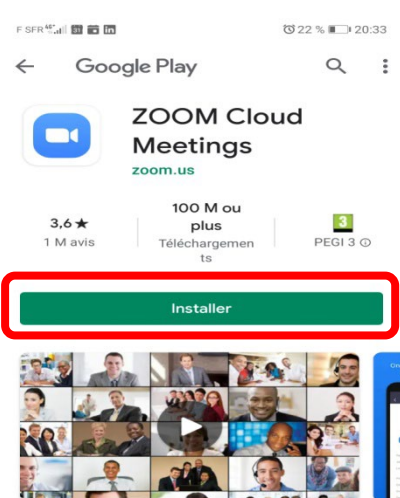 F SFR 22 % 20:33
Google Play
ZOOM Cloud
Meetings
zoom.us
3,6 ★
1 M avis
100 M ou
plus
Téléchargemen
ts
3
PEGI 3
Installer